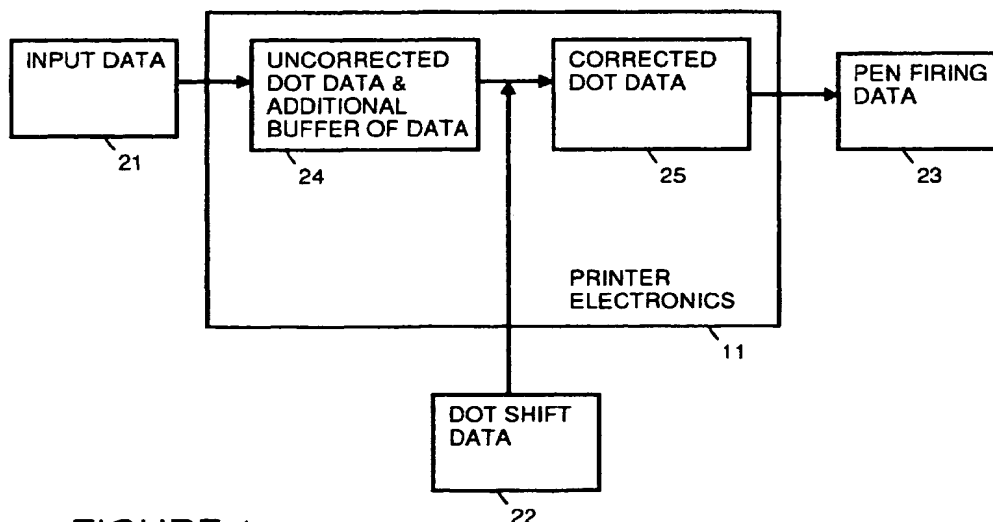 INPUT DATA
21
UNCORRECTED
DOT DATA &
ADDITIONAL
BUFFER OF DATA
24
CORRECTED
DOT DATA
25
PEN FIRING
DATA
23
PRINTER
ELECTRONICS
11
DOT SHIFT
DATA
22